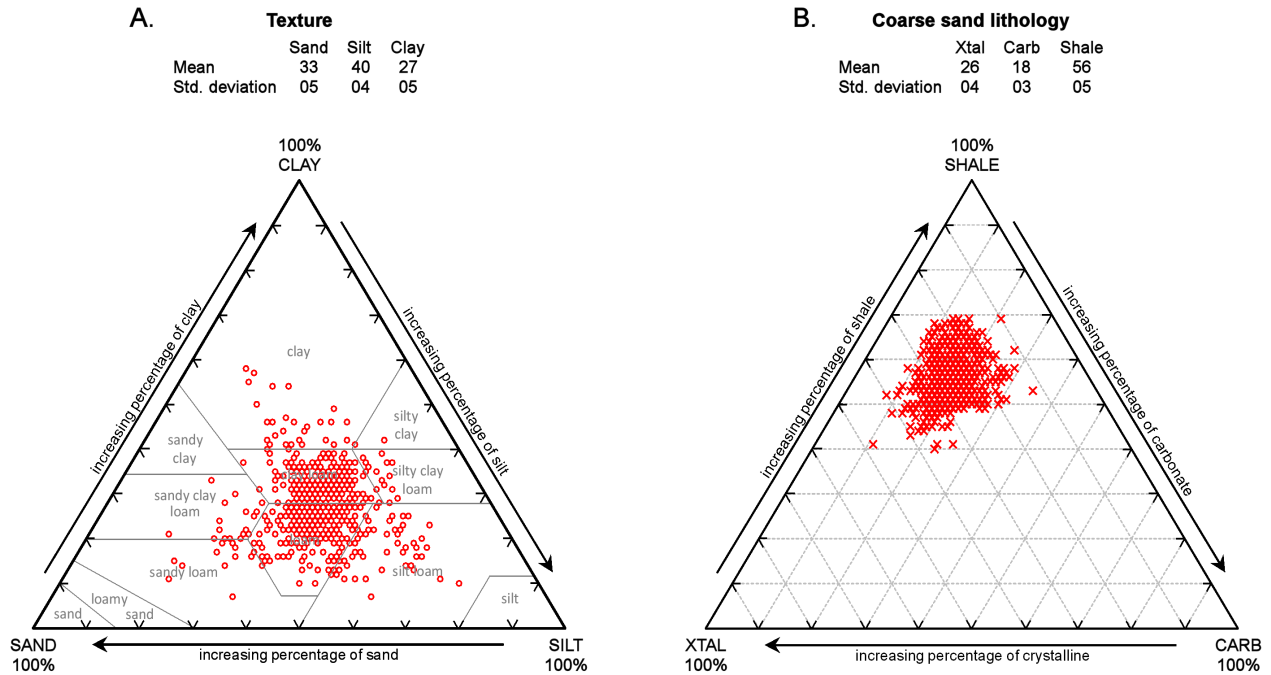 A.
Texture
Sand Silt Clay
Mean 33 40 27
Std. deviation 05 04 05
100%
CLAY
increasing percentage of clay
increasing percentage of silt
clay
silty
clay
sandy
clay
clay loam
silty clay
loam
sandy clay
loam
loam
sandy loam
silt loam
loamy
sand
sand
silt
SAND
100%
increasing percentage of sand
SILT
100%
B.
Coarse sand lithology
Xtal Carb Shale
Mean 26 18 56
Std. deviation 04 03 05
100%
SHALE
increasing percentage of shale
increasing percentage of carbonate
XTAL
100%
increasing percentage of crystalline
CARB
100%